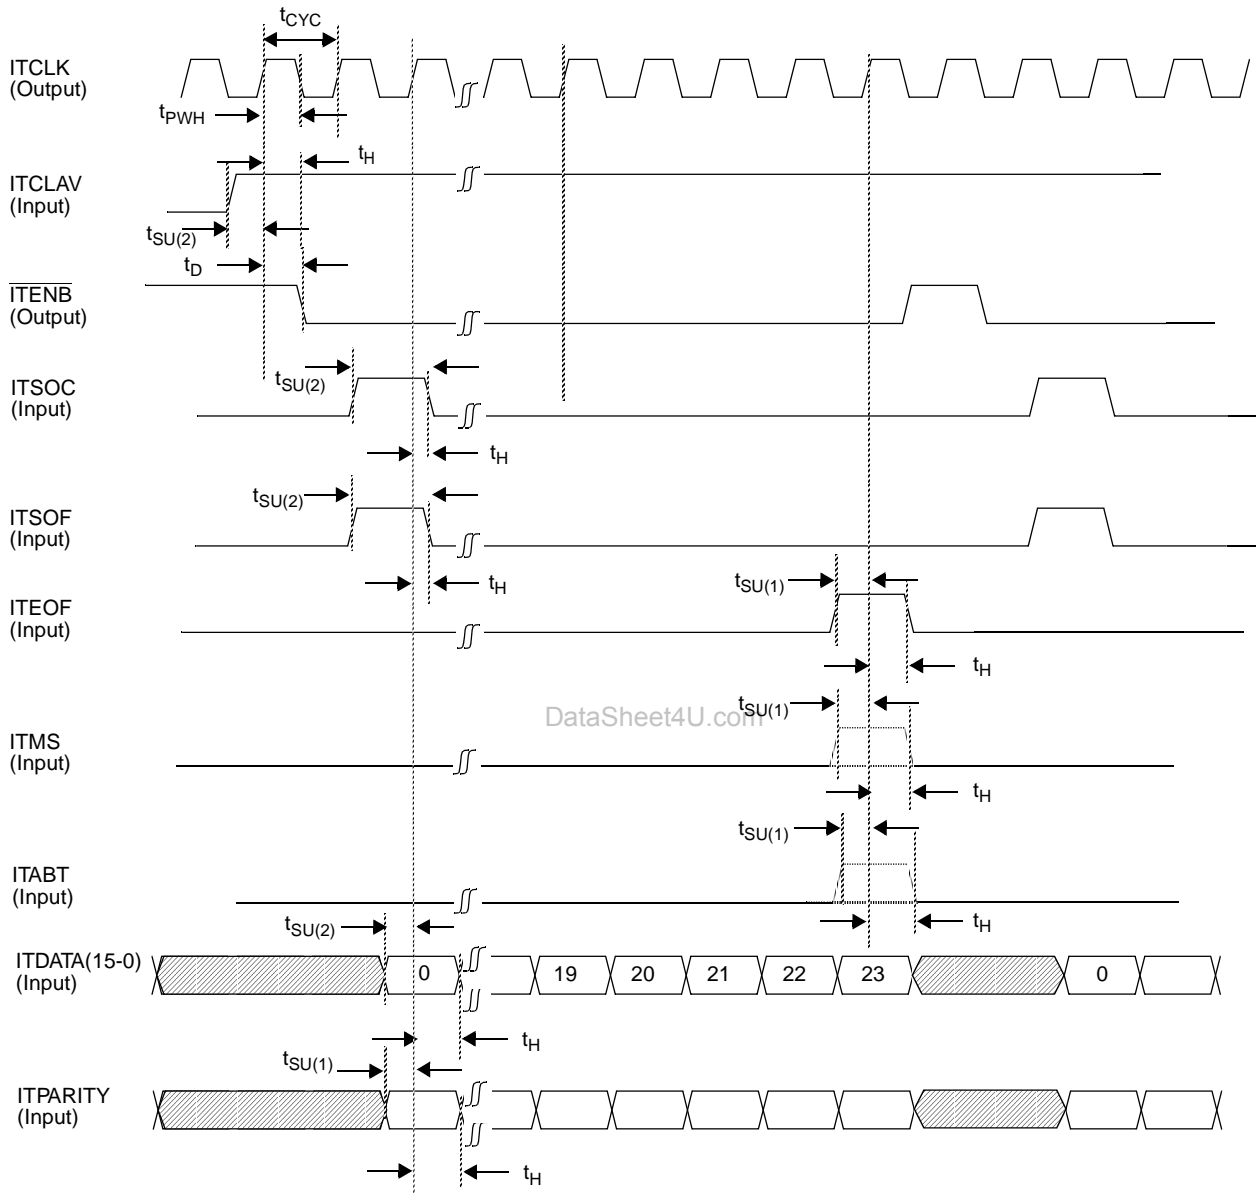 tCYC
ITCLK
(Output)
tPWH
tH
ITCLAV
(Input)
tSU(2)
tD
ITENB
(Output)
ITSOC
(Input)
tSU(2)
tH
ITSOF
(Input)
tSU(2)
tH
tSU(1)
ITEOF
(Input)
tH
tSU(1)
DataSheet4U.com
ITMS
(Input)
tH
tSU(1)
ITABT
(Input)
tH
tSU(2)
ITDATA(15-0)
(Input)
0 19 20 21 22 23 0
tH
tSU(1)
ITPARITY
(Input)
tH